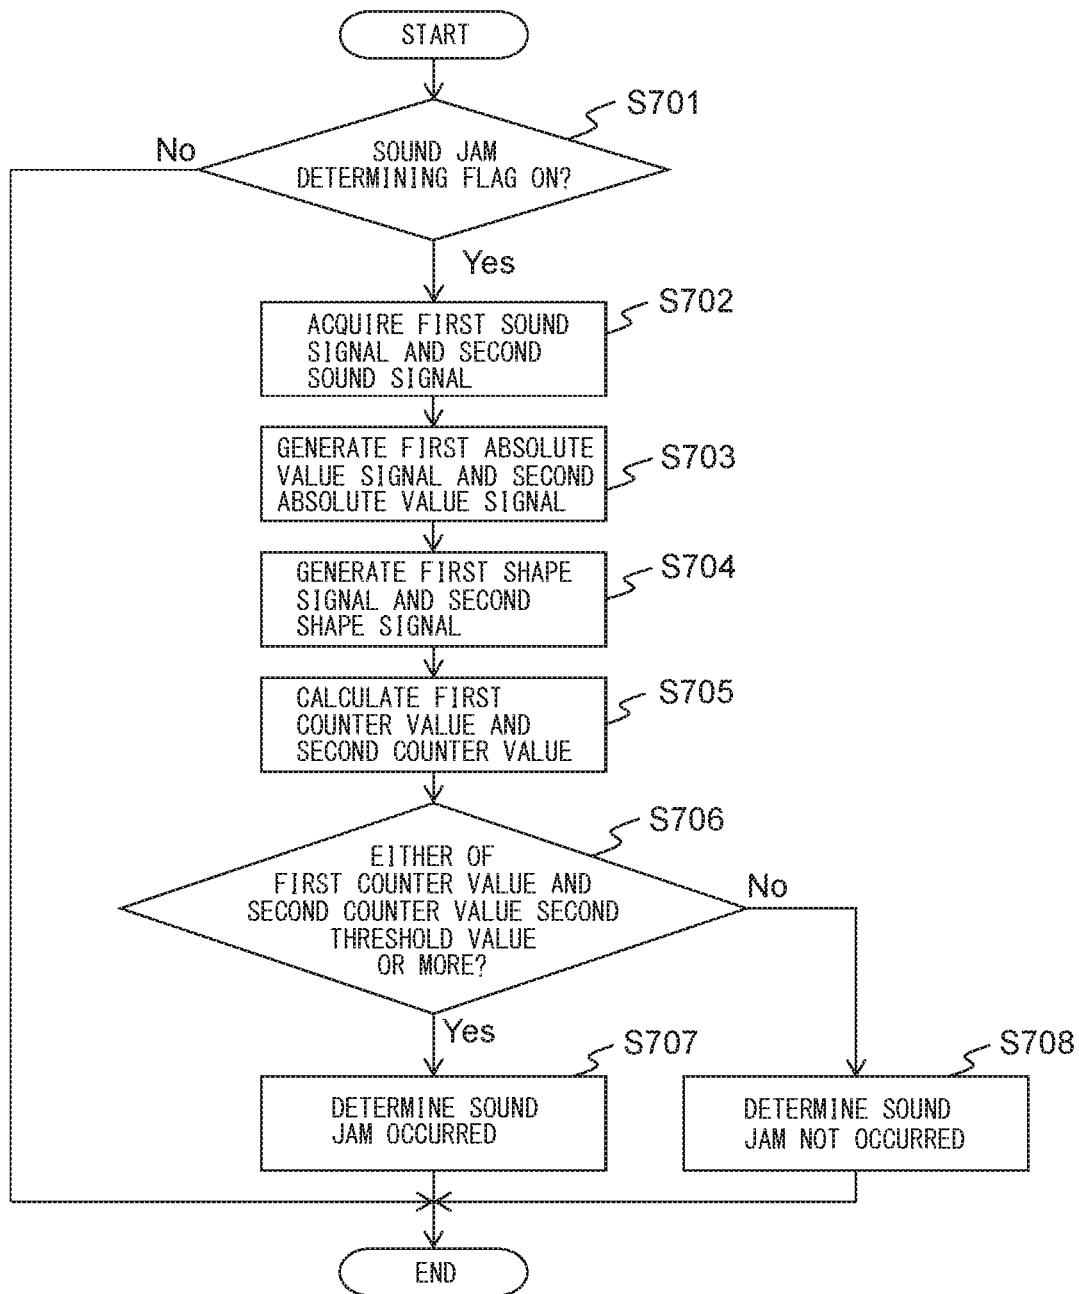 START
S701
No
SOUND JAM
DETERMINING FLAG ON?
Yes
S702
ACQUIRE FIRST SOUND
SIGNAL AND SECOND
SOUND SIGNAL
S703
GENERATE FIRST ABSOLUTE
VALUE SIGNAL AND SECOND
ABSOLUTE VALUE SIGNAL
S704
GENERATE FIRST SHAPE
SIGNAL AND SECOND
SHAPE SIGNAL
S705
CALCULATE FIRST
COUNTER VALUE AND
SECOND COUNTER VALUE
S706
EITHER OF
FIRST COUNTER VALUE AND
SECOND COUNTER VALUE SECOND
THRESHOLD VALUE
OR MORE?
No
Yes
S707
DETERMINE SOUND
JAM OCCURRED
S708
DETERMINE SOUND
JAM NOT OCCURRED
END